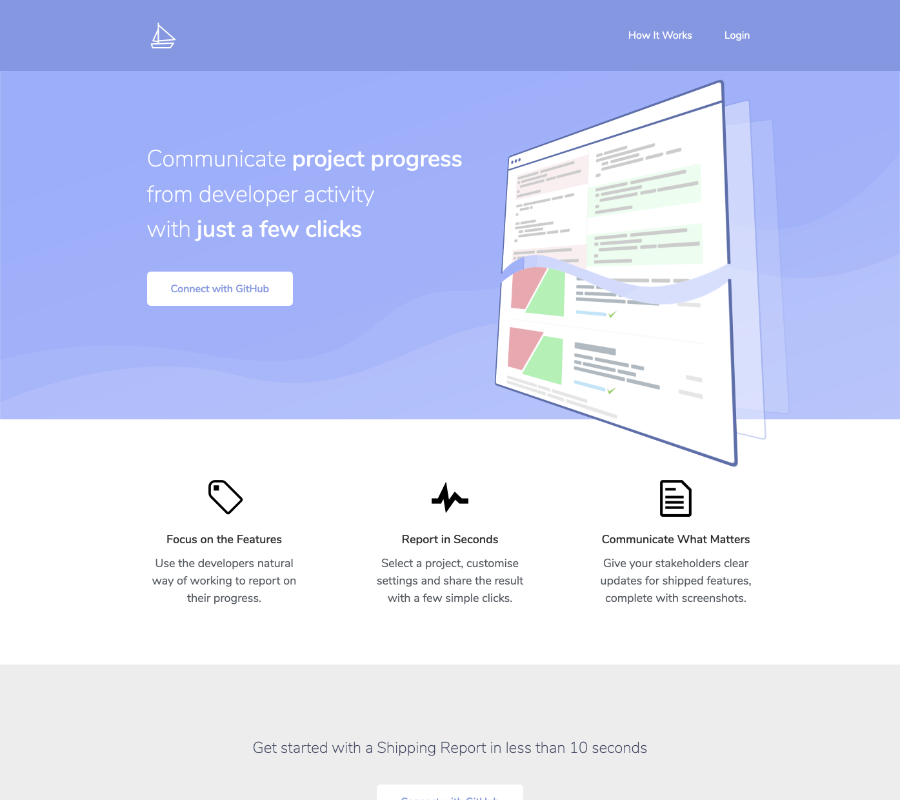 How It Works
Login
Communicate project progress
from developer activity
with just a few clicks
Connect with GitHub
Focus on the Features
Use the developers natural
way of working to report on
their progress.
Report in Seconds
Select a project, customise
settings and share the result
with a few simple clicks.
Communicate What Matters
Give your stakeholders clear
updates for shipped features,
complete with screenshots.
Get started with a Shipping Report in less than 10 seconds
Connect with GitHub